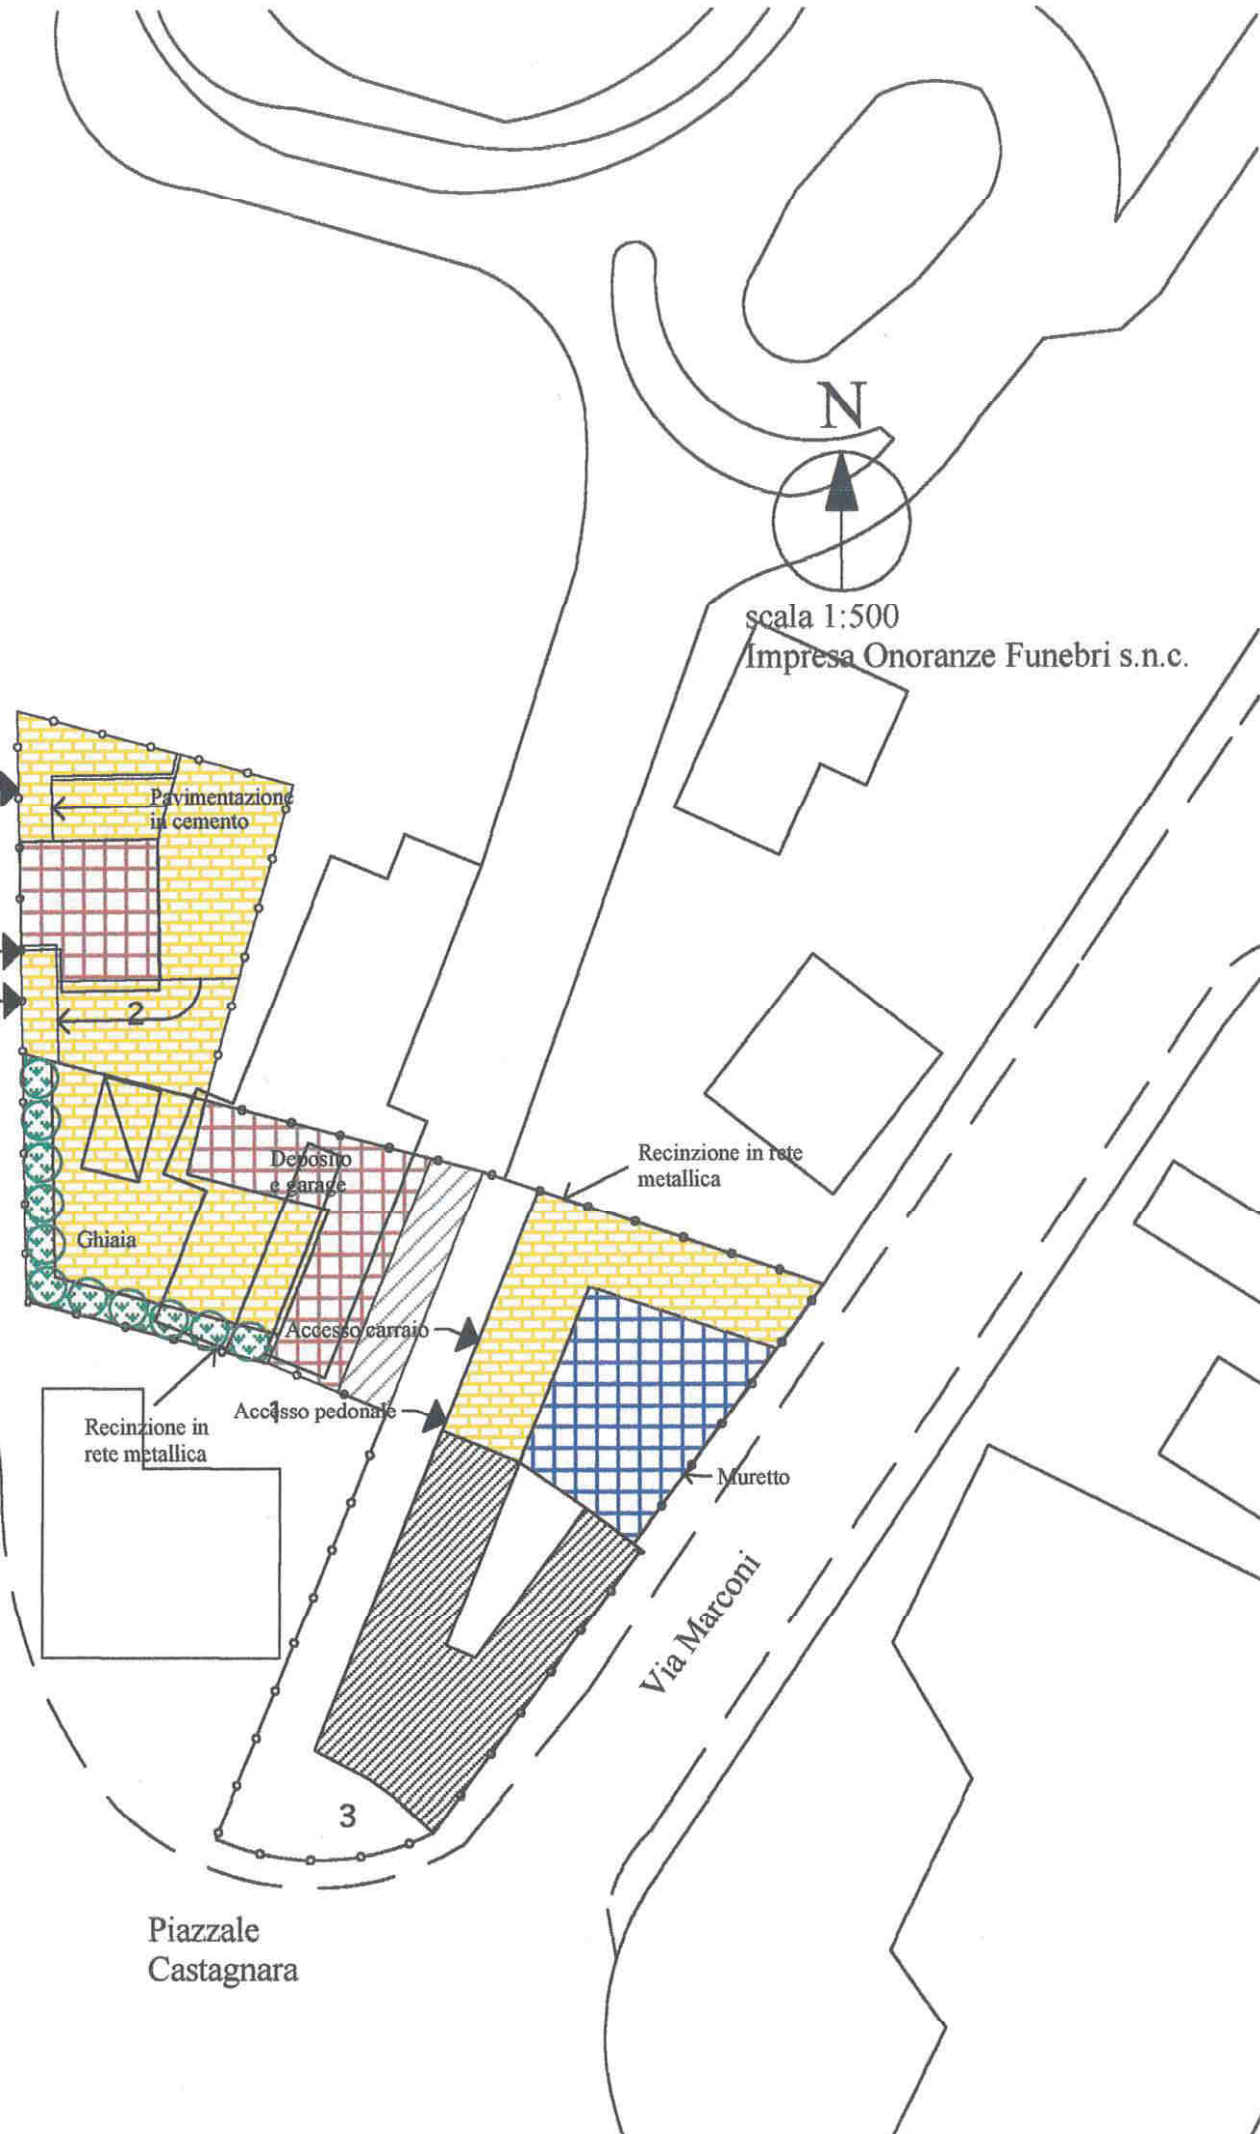 N
scala 1:500
Impresa Onoranze Funebri s.n.c.
Pavimentazione
in cemento
2
Deposito
e garage
Recinzione in rete
metallica
Ghiaia
Accesso carraio
Accesso pedonale
1
Recinzione in
rete metallica
Muretto
Via Marconi
3
Piazzale
Castagnara